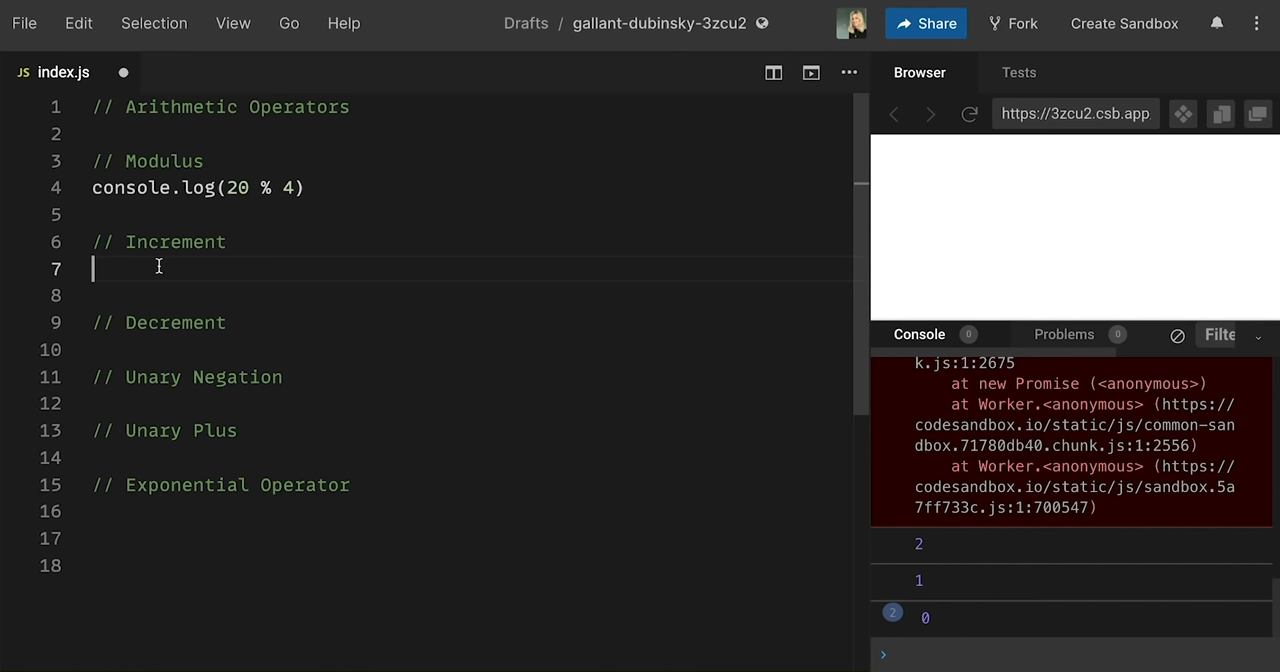 File Edit Selection View Go Help Drafts / gallant-dubinsky-3zcu2 Share Fork Create Sandbox
JS index.js
1 // Arithmetic Operators
2
3 // Modulus
4 console.log(20 % 4)
5
6 // Increment
7
8
9 // Decrement
10
11 // Unary Negation
12
13 // Unary Plus
14
15 // Exponential Operator
16
17
18
Browser Tests
https://3zcu2.csb.app
Console 0 Problems 0 Filte
k.js:1:2675
at new Promise (<anonymous>)
at Worker.<anonymous> (https://
codesandbox.io/static/js/common-san
dbox.71780db40.chunk.js:1:2556)
at Worker.<anonymous> (https://
codesandbox.io/static/js/sandbox.5a
7ff733c.js:1:700547)
2
1
2 0
›